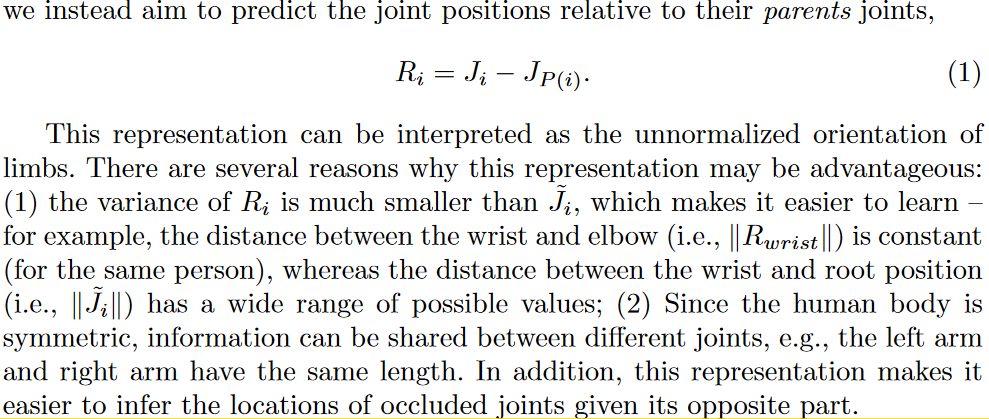 we instead aim to predict the joint positions relative to their parents joints,
R_i = J_i − J_{P(i)}. (1)
This representation can be interpreted as the unnormalized orientation of
limbs. There are several reasons why this representation may be advantageous:
(1) the variance of R_i is much smaller than J̃_i, which makes it easier to learn –
for example, the distance between the wrist and elbow (i.e., ‖R_{wrist}‖) is constant
(for the same person), whereas the distance between the wrist and root position
(i.e., ‖J̃_i‖) has a wide range of possible values; (2) Since the human body is
symmetric, information can be shared between different joints, e.g., the left arm
and right arm have the same length. In addition, this representation makes it
easier to infer the locations of occluded joints given its opposite part.